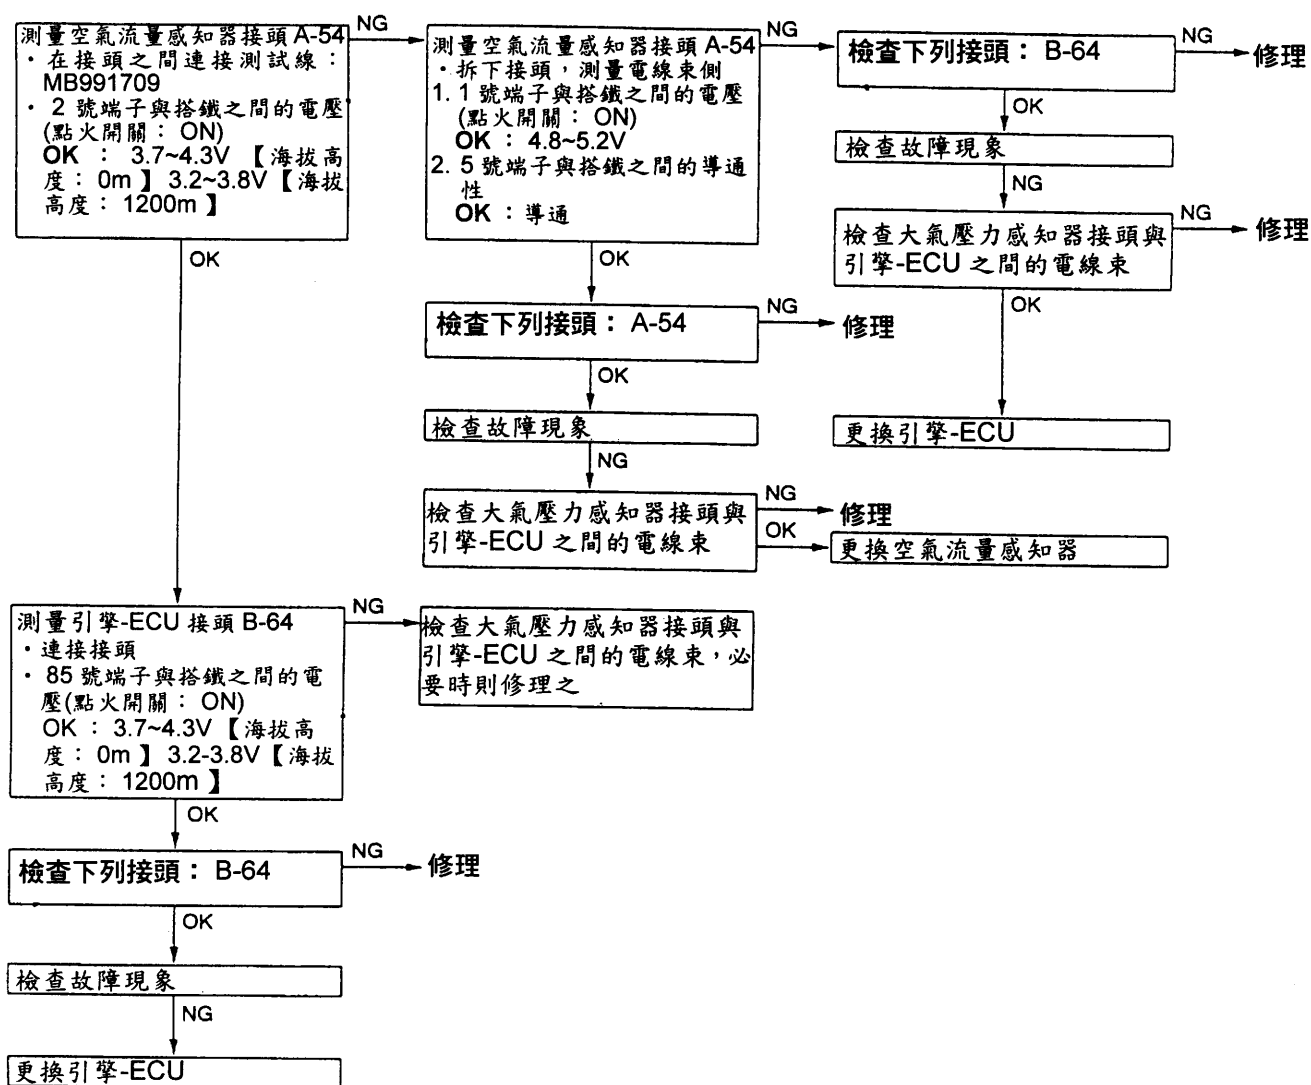 測量空氣流量感知器接頭 A-54
・在接頭之間連接測試線：
MB991709
・ 2 號端子與搭鐵之間的電壓
(點火開關： ON)
OK ： 3.7~4.3V 【海拔高
度： 0m 】 3.2~3.8V【海拔
高度： 1200m 】
NG
OK
測量空氣流量感知器接頭 A-54
・拆下接頭，測量電線束側
1. 1 號端子與搭鐵之間的電壓
(點火開關： ON)
OK ： 4.8~5.2V
2. 5 號端子與搭鐵之間的導通
性
OK ：導通
NG
OK
檢查下列接頭： B-64
NG
修理
OK
檢查故障現象
NG
檢查大氣壓力感知器接頭與
引擎-ECU 之間的電線束
NG
修理
OK
更換引擎-ECU
檢查下列接頭： A-54
NG
修理
OK
檢查故障現象
NG
檢查大氣壓力感知器接頭與
引擎-ECU 之間的電線束
NG
修理
OK
更換空氣流量感知器
測量引擎-ECU 接頭 B-64
・連接接頭
・ 85 號端子與搭鐵之間的電
壓(點火開關： ON)
OK ： 3.7~4.3V 【海拔高
度： 0m 】 3.2-3.8V【海拔
高度： 1200m 】
NG
檢查大氣壓力感知器接頭與
引擎-ECU 之間的電線束，必
要時則修理之
OK
檢查下列接頭： B-64
NG
修理
OK
檢查故障現象
NG
更換引擎-ECU